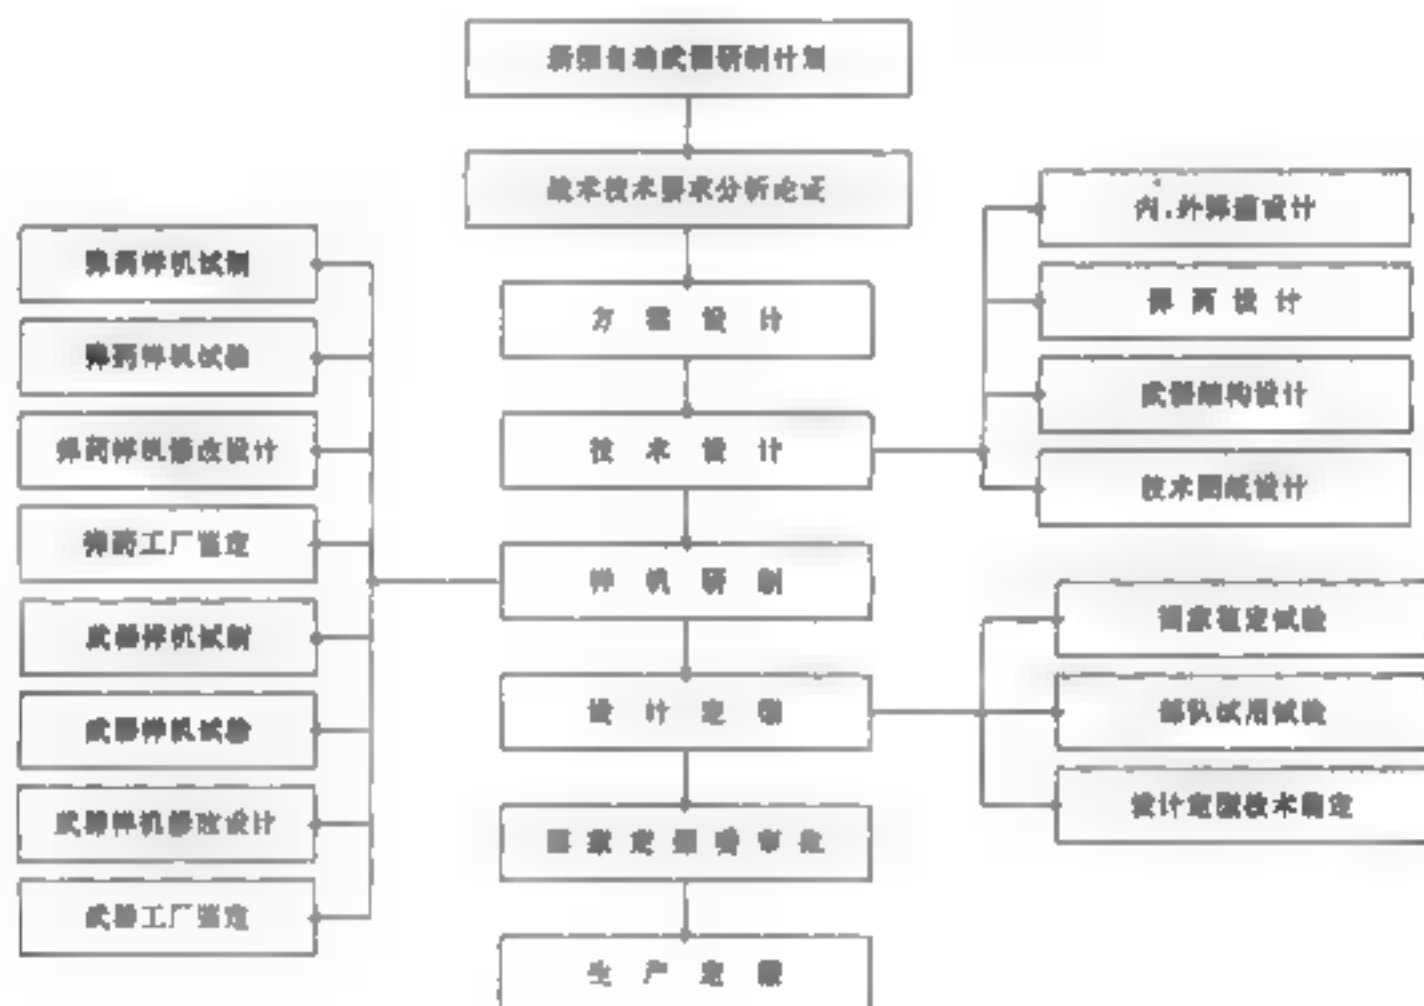 新型自动武器研制计划
战术技术要求分析论证
方案设计
技术设计
样机研制
设计定型
国家定型委审批
生产定型
弹药样机试制
弹药样机试验
弹药样机修改设计
弹药工厂鉴定
武器样机试制
武器样机试验
武器样机修改设计
武器工厂鉴定
内、外弹道设计
弹药设计
武器结构设计
技术图纸设计
国家鉴定试验
部队试用试验
设计定型技术鉴定